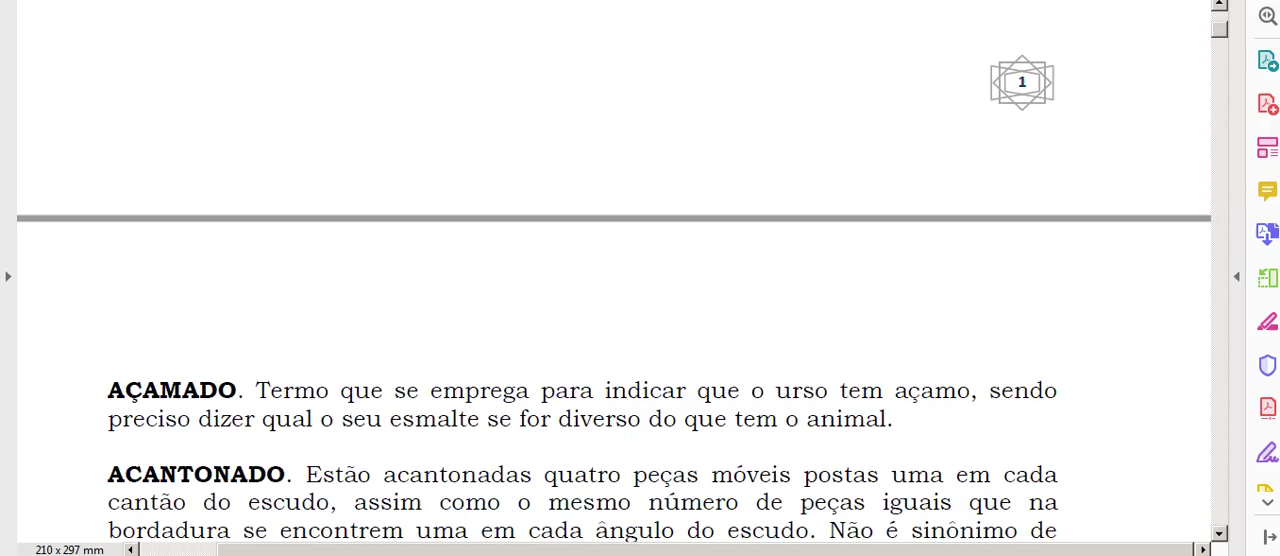 1
AÇAMADO. Termo que se emprega para indicar que o urso tem açamo, sendo
preciso dizer qual o seu esmalte se for diverso do que tem o animal.
ACANTONADO. Estão acantonadas quatro peças móveis postas uma em cada
cantão do escudo, assim como o mesmo número de peças iguais que na
bordadura se encontrem uma em cada ângulo do escudo. Não é sinônimo de
210 x 297 mm